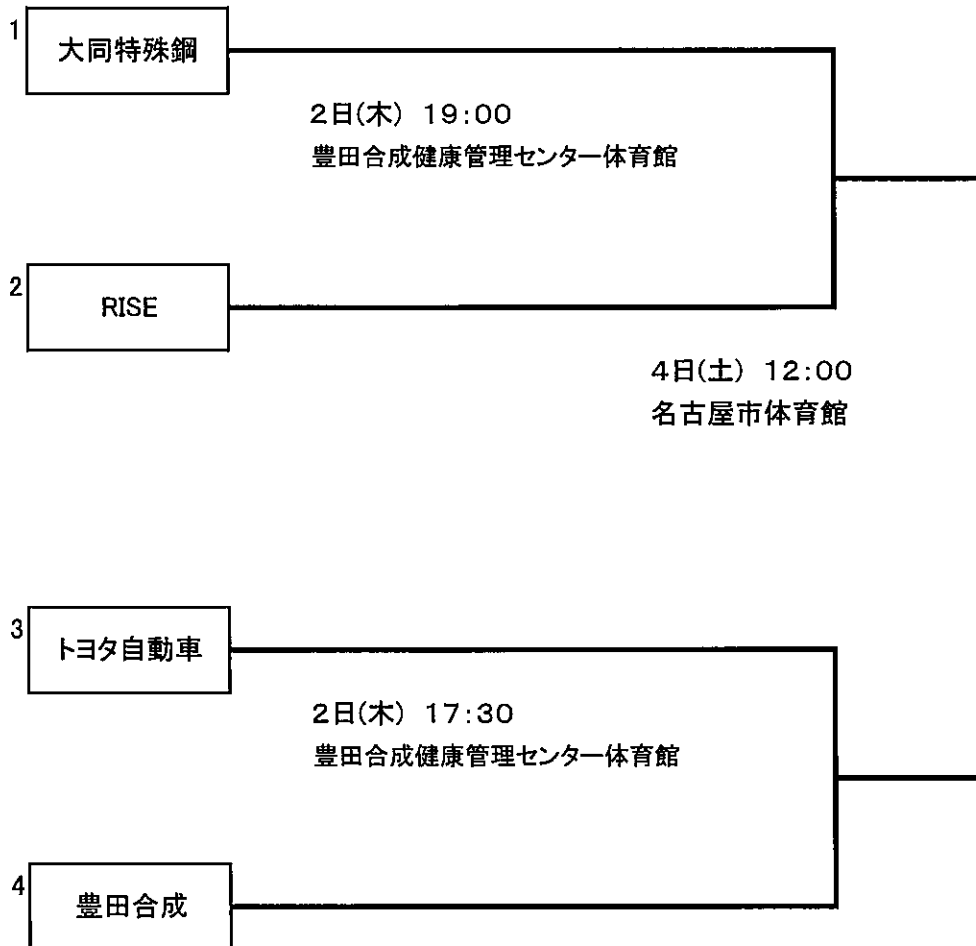 1
大同特殊鋼
2日(木) 19:00
豊田合成健康管理センター体育館
2
RISE
4日(土) 12:00
名古屋市体育館
3
トヨタ自動車
2日(木) 17:30
豊田合成健康管理センター体育館
4
豊田合成